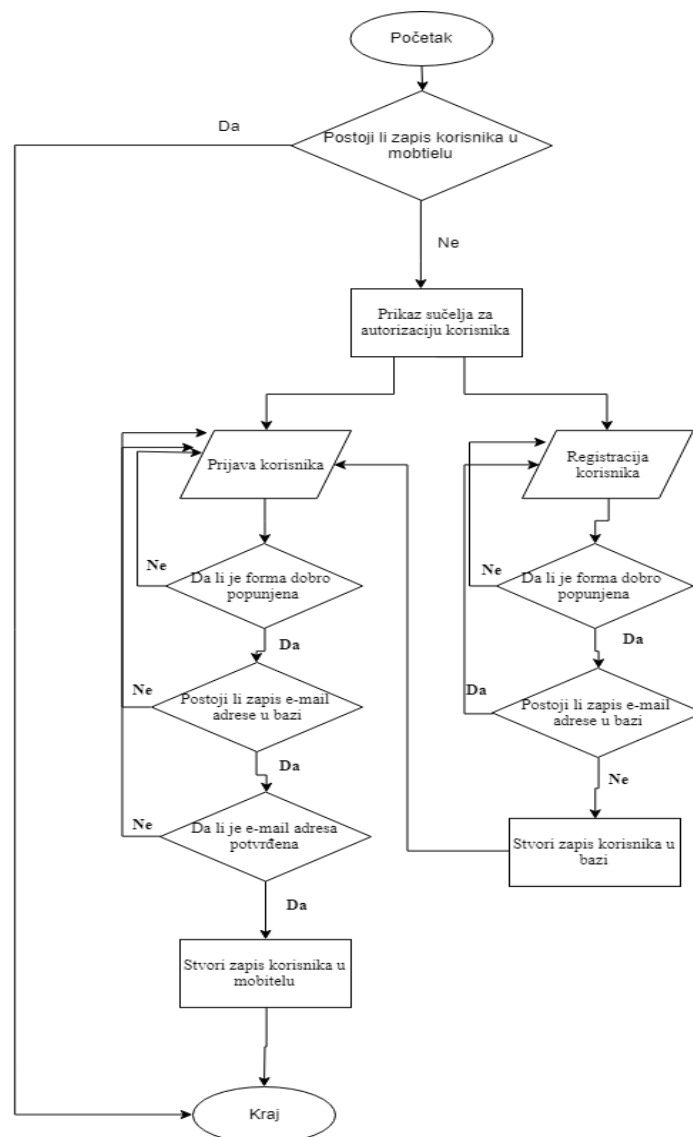 Početak
Da
Postoji li zapis korisnika u
mobtielu
Ne
Prikaz sučelja za
autorizaciju korisnika
Prijava korisnika
Registracija
korisnika
Ne
Da li je forma dobro
popunjena
Ne
Da li je forma dobro
popunjena
Da
Da
Ne
Postoji li zapis e-mail
adrese u bazi
Da
Postoji li zapis e-mail
adrese u bazi
Da
Ne
Ne
Da li je e-mail adresa
potvrđena
Stvori zapis korisnika u
bazi
Da
Stvori zapis korisnika u
mobitelu
Kraj